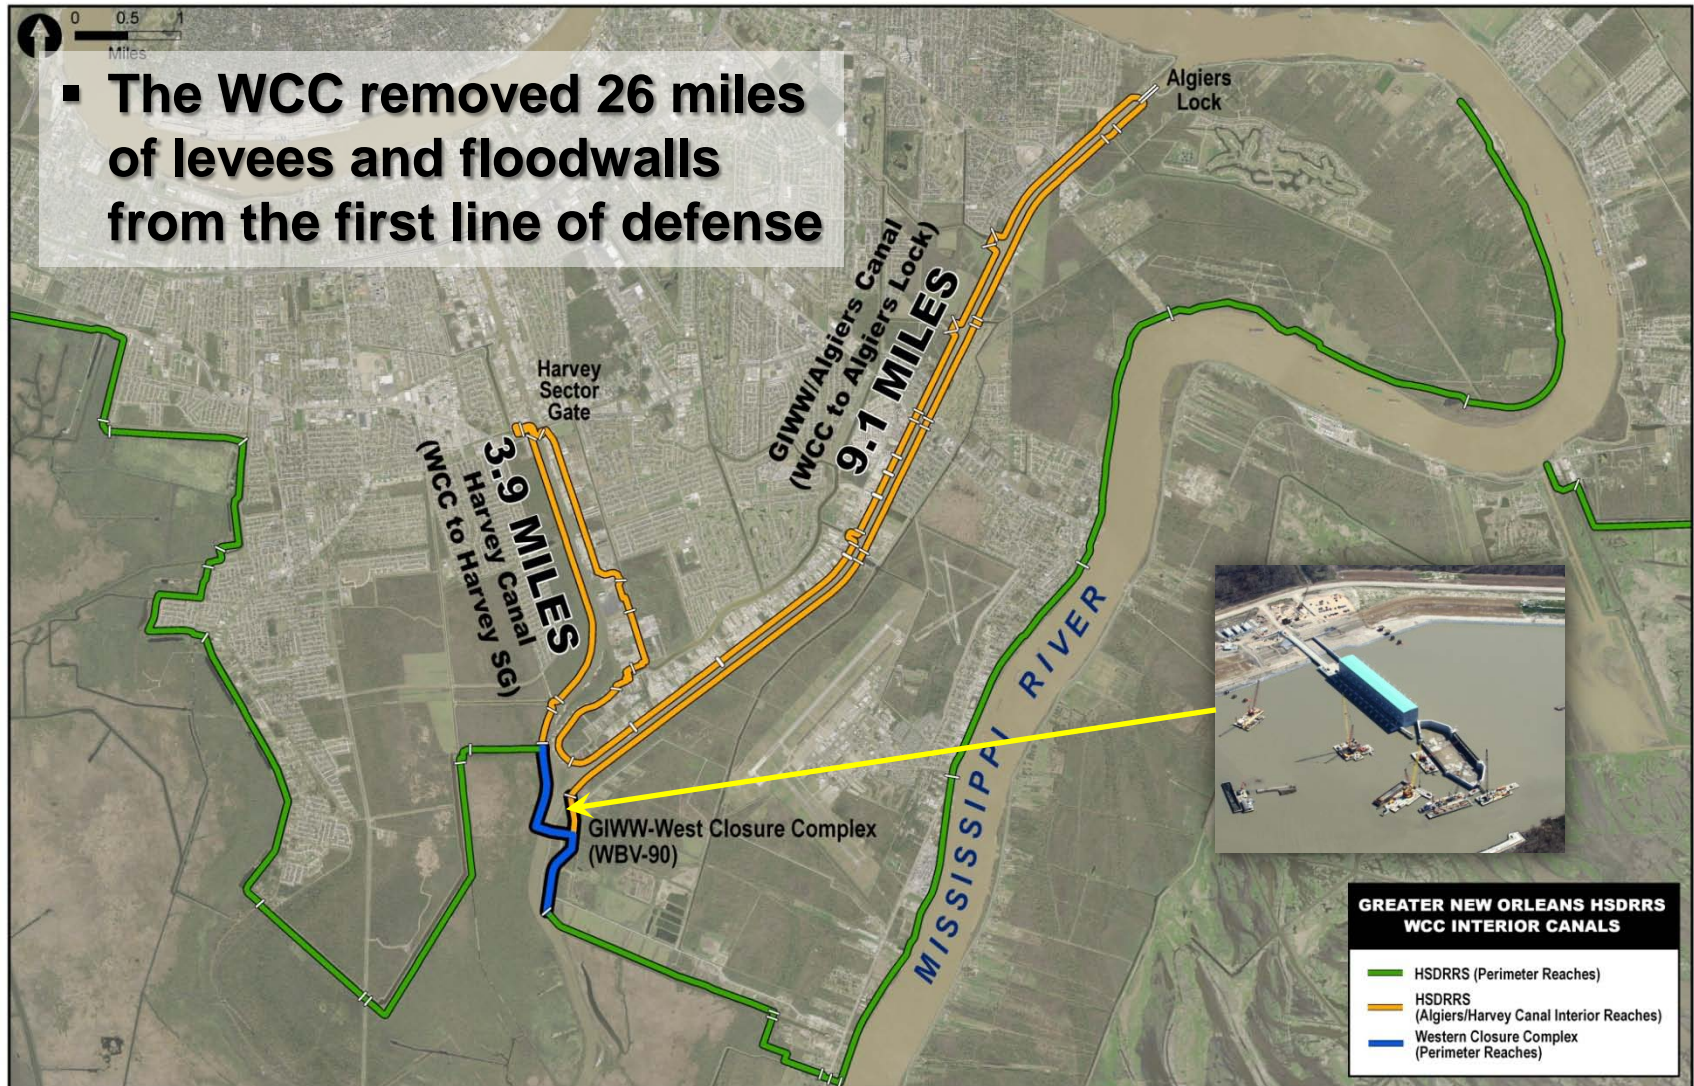 0 0.5 1
Miles
▪ The WCC removed 26 miles
of levees and floodwalls
from the first line of defense
Algiers
Lock
GIWW/Algiers Canal
(WCC to Algiers Lock)
9.1 MILES
Harvey
Sector
Gate
3.9 MILES
Harvey Canal
(WCC to Harvey SG)
MISSISSIPPI RIVER
GIWW-West Closure Complex
(WBV-90)
GREATER NEW ORLEANS HSDRRS
WCC INTERIOR CANALS
HSDRRS (Perimeter Reaches)
HSDRRS
(Algiers/Harvey Canal Interior Reaches)
Western Closure Complex
(Perimeter Reaches)